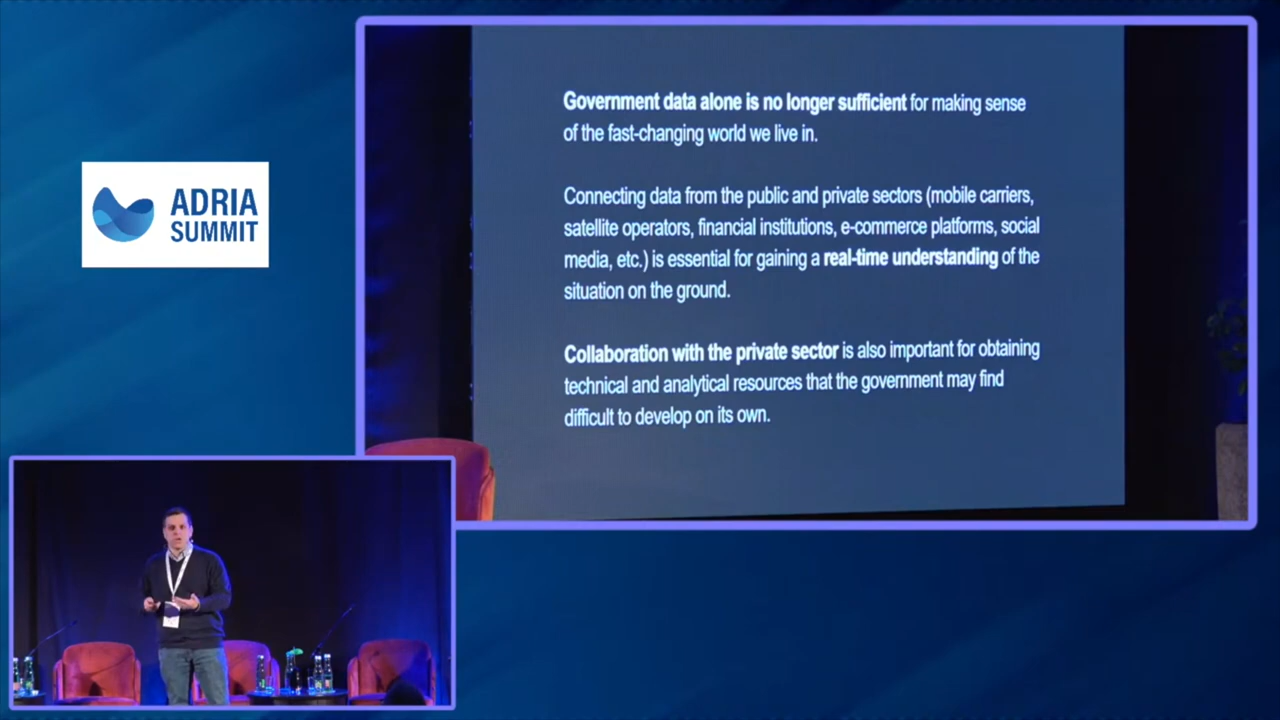 ADRIA
SUMMIT
Government data alone is no longer sufficient for making sense
of the fast-changing world we live in.
Connecting data from the public and private sectors (mobile carriers,
satellite operators, financial institutions, e-commerce platforms, social
media, etc.) is essential for gaining a real-time understanding of the
situation on the ground.
Collaboration with the private sector is also important for obtaining
technical and analytical resources that the government may find
difficult to develop on its own.